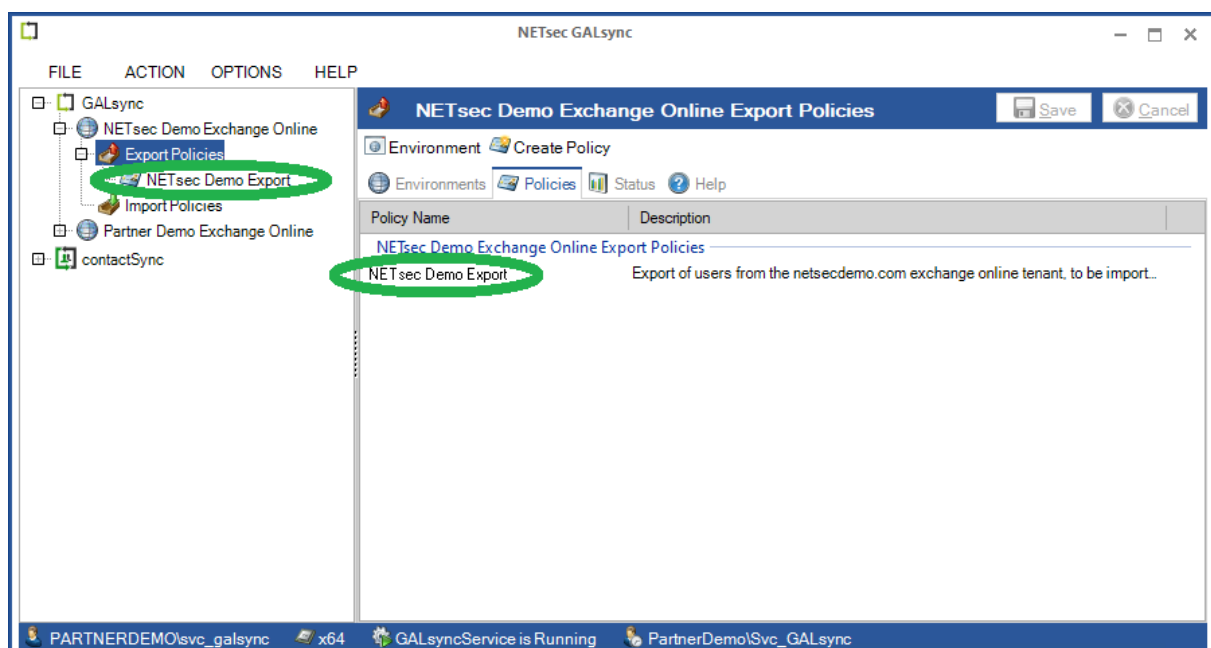 NETsec GALsync
FILE ACTION OPTIONS HELP
GALsync
NETsec Demo Exchange Online
Export Policies
NETsec Demo Export
Import Policies
Partner Demo Exchange Online
contactSync
NETsec Demo Exchange Online Export Policies
Save Cancel
Environment Create Policy
Environments Policies Status Help
Policy Name Description
NETsec Demo Exchange Online Export Policies
NETsec Demo Export Export of users from the netsecdemo.com exchange online tenant, to be import...
PARTNERDEMO\svc_galsync x64 GALsyncService is Running PartnerDemo\Svc_GALsync